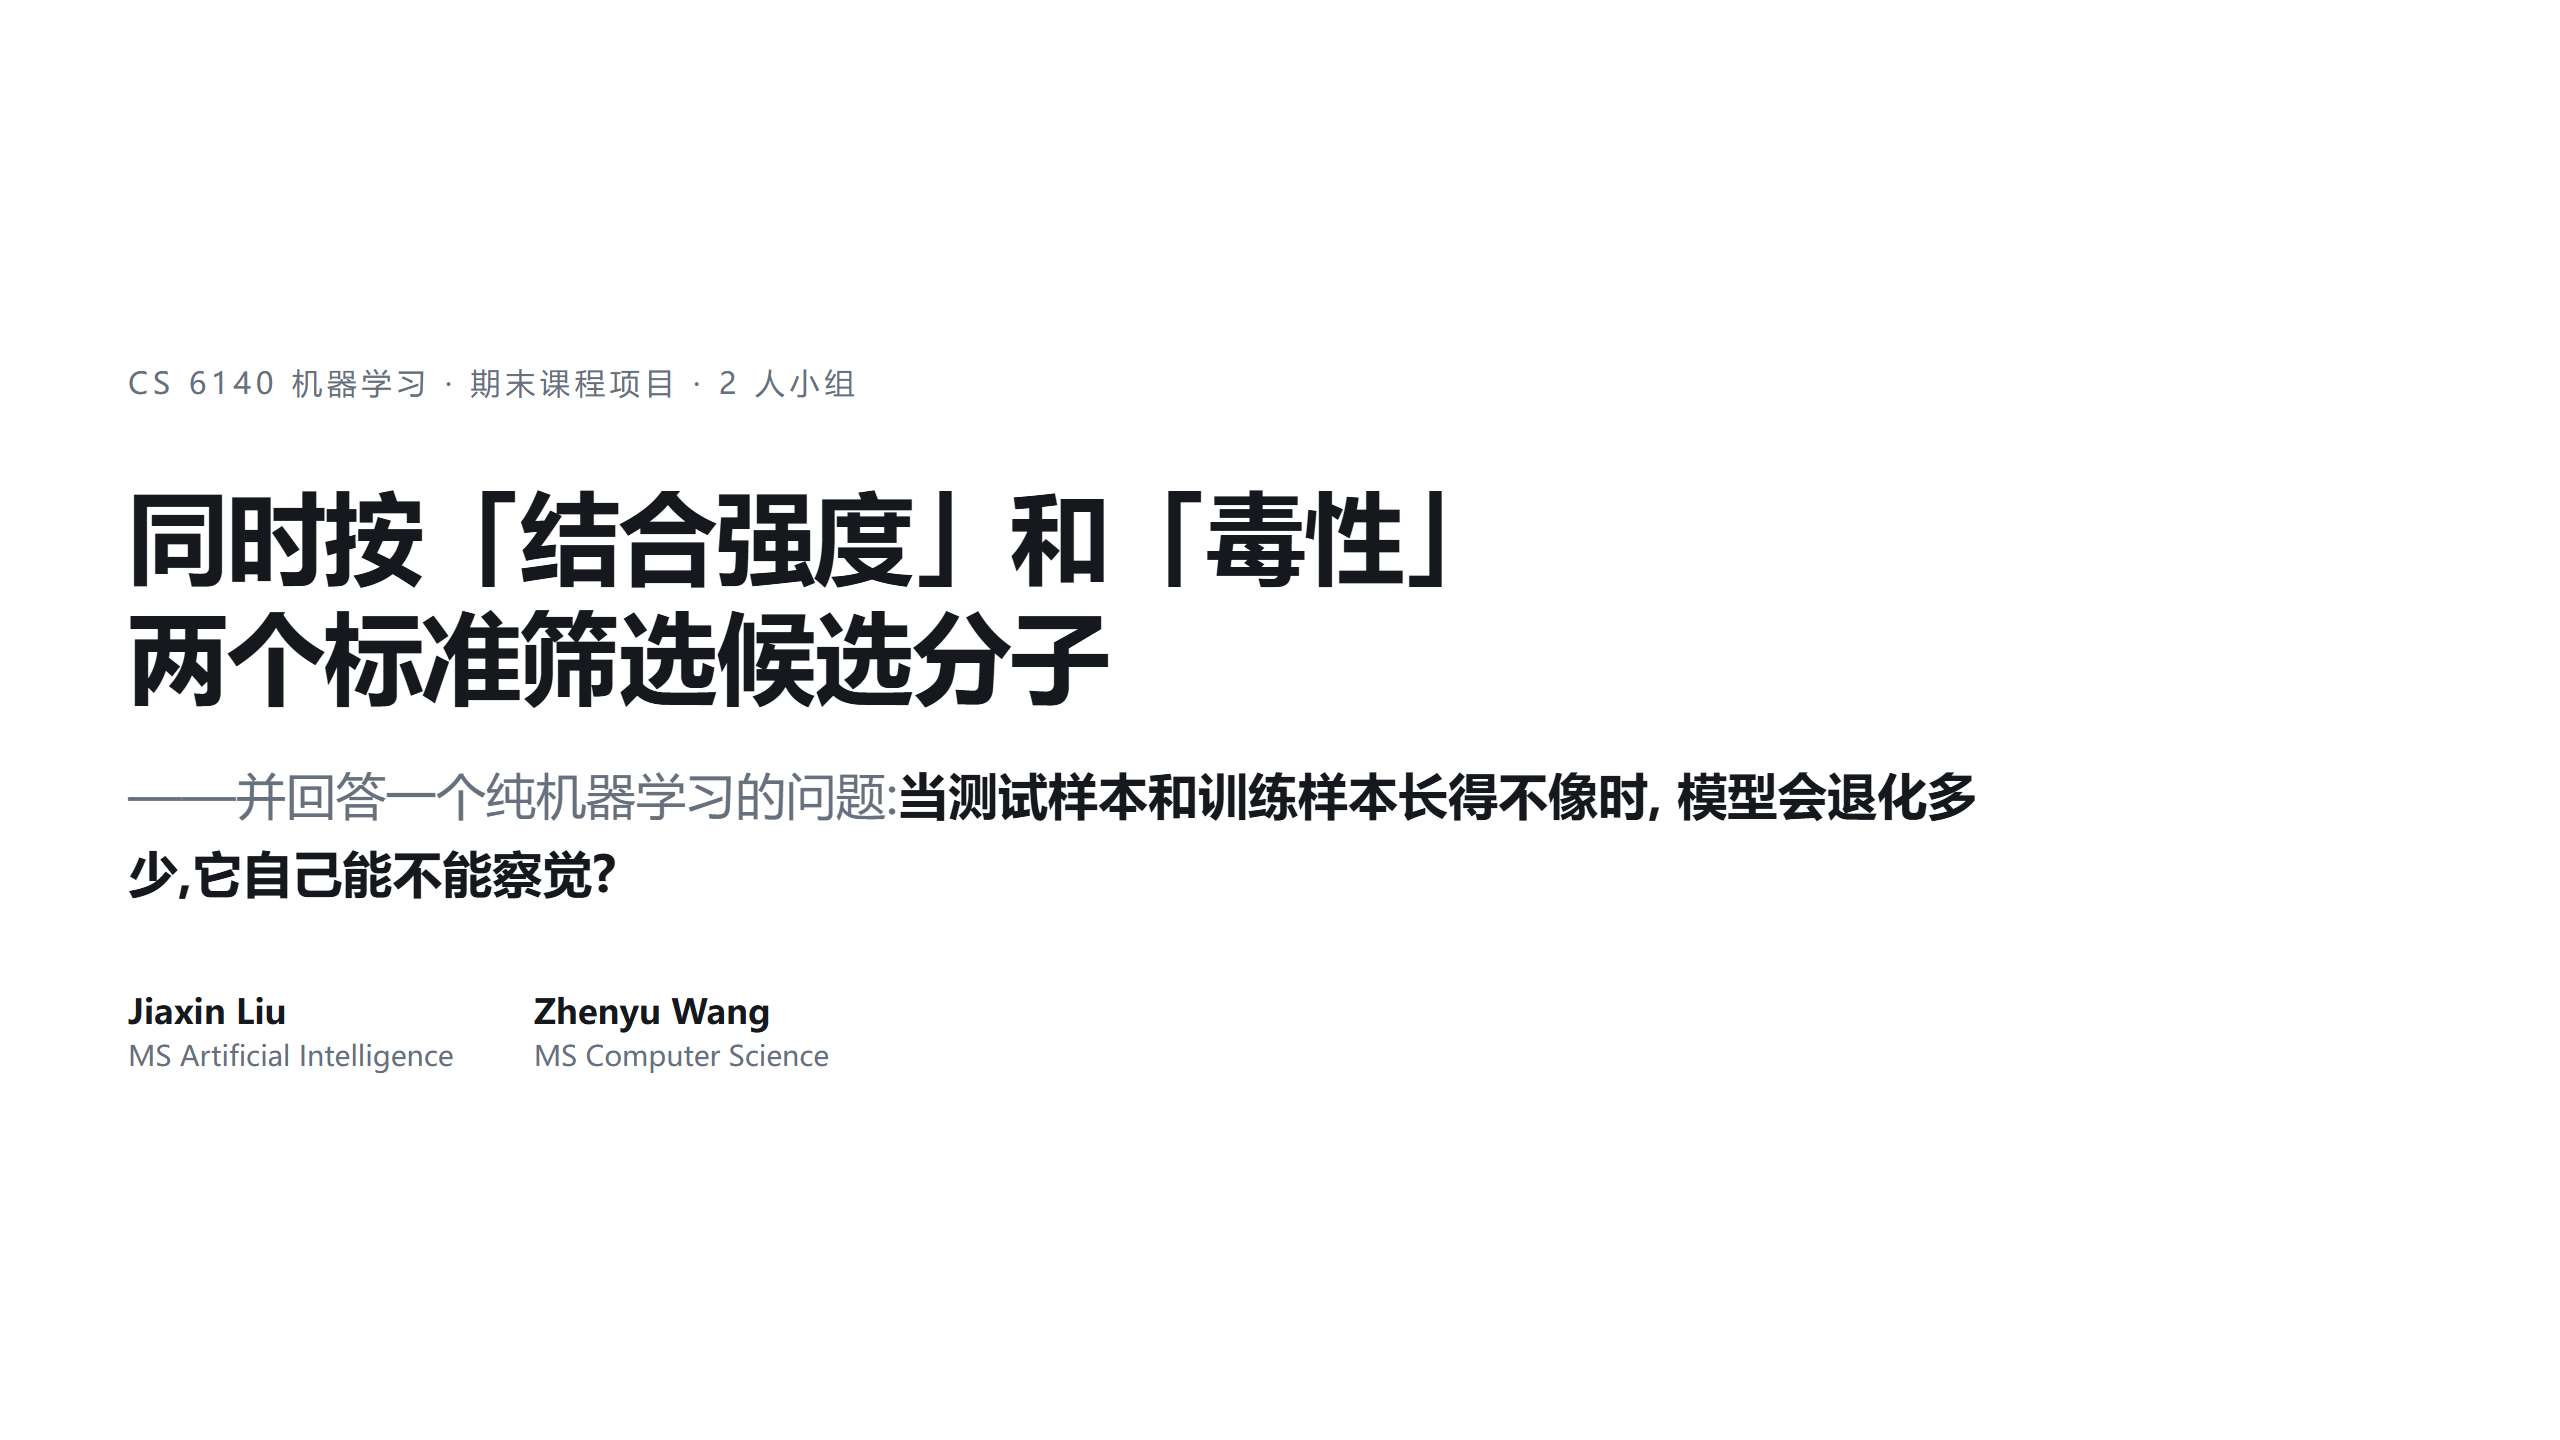 CS 6140 机器学习 · 期末课程项目 · 2 人小组
同时按「结合强度」和「毒性」
两个标准筛选候选分子
——并回答一个纯机器学习的问题:当测试样本和训练样本长得不像时, 模型会退化多
少,它自己能不能察觉?
Jiaxin Liu
MS Artificial Intelligence
Zhenyu Wang
MS Computer Science